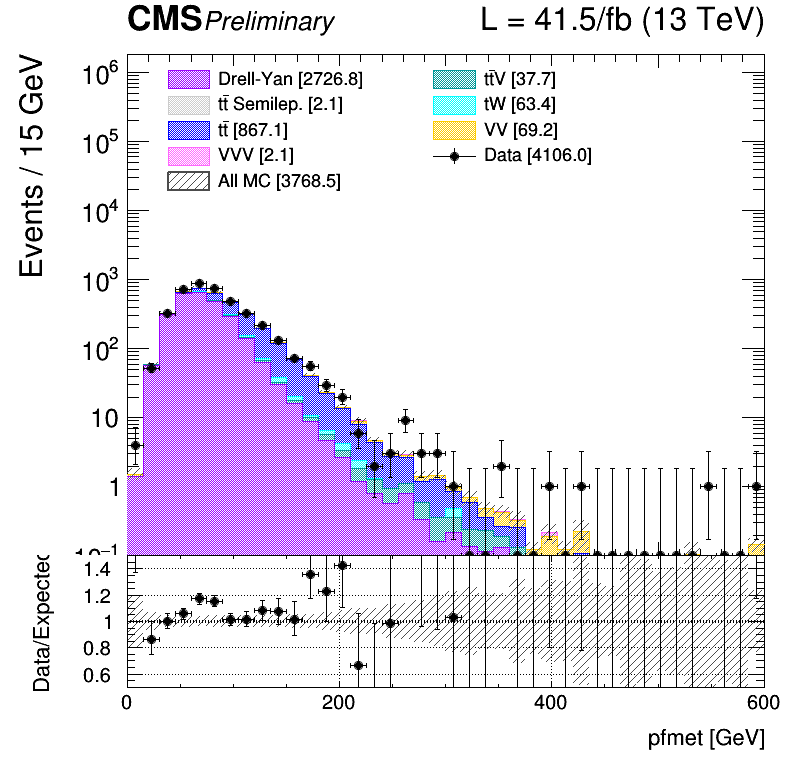 CMS Preliminary L = 41.5/fb (13 TeV)
Events / 15 GeV
Drell-Yan [2726.8]
tt̄ Semilep. [2.1]
tt̄ [867.1]
VVV [2.1]
All MC [3768.5]
tt̄V [37.7]
tW [63.4]
VV [69.2]
Data [4106.0]
10⁶
10⁵
10⁴
10³
10²
10
1
10⁻¹
Data/Expected
1.4
1.2
1
0.8
0.6
0 200 400 600
pfmet [GeV]